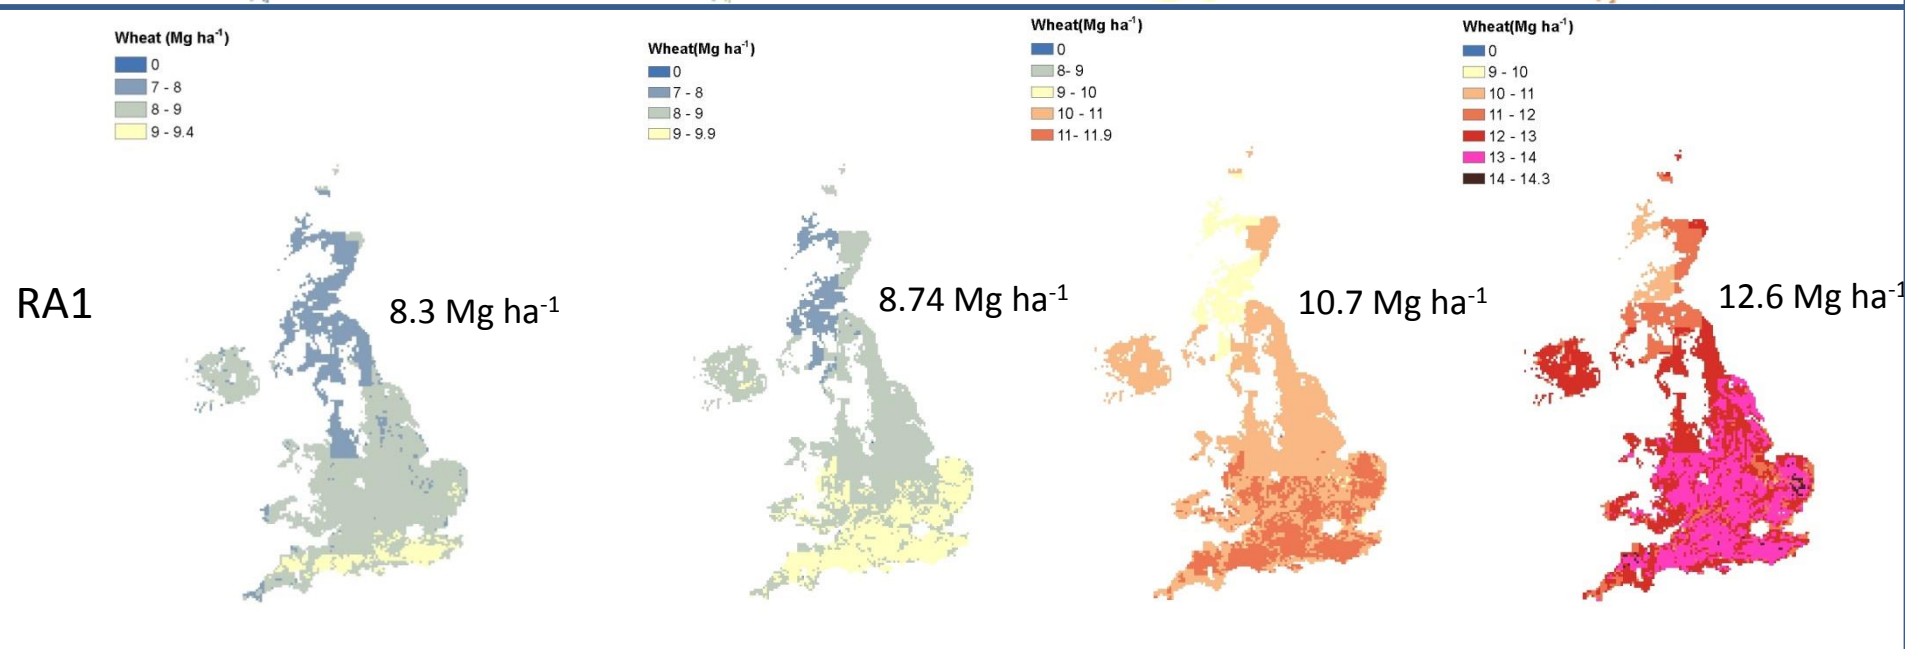 Wheat (Mg ha⁻¹)
0
7 - 8
8 - 9
9 - 9.4
Wheat(Mg ha⁻¹)
0
7 - 8
8 - 9
9 - 9.9
Wheat(Mg ha⁻¹)
0
8- 9
9 - 10
10 - 11
11- 11.9
Wheat(Mg ha⁻¹)
0
9 - 10
10 - 11
11 - 12
12 - 13
13 - 14
14 - 14.3
RA1
8.3 Mg ha⁻¹
8.74 Mg ha⁻¹
10.7 Mg ha⁻¹
12.6 Mg ha⁻¹